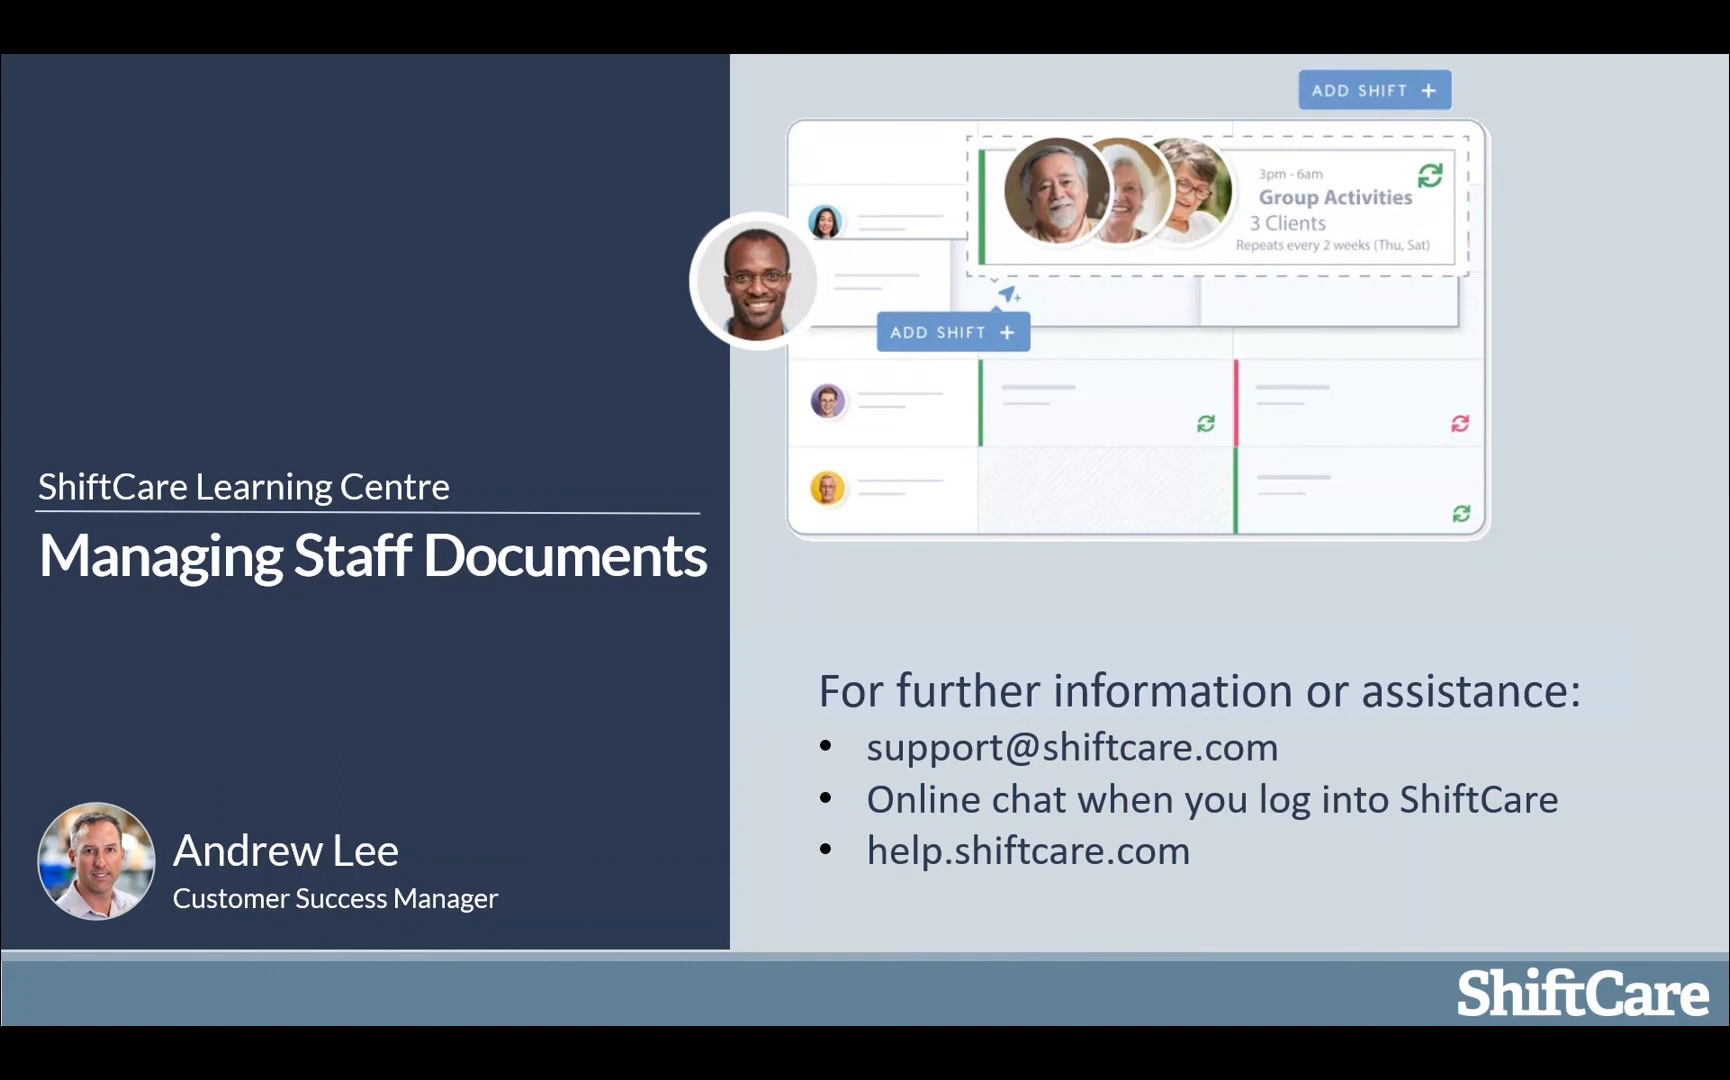 ShiftCare Learning Centre
Managing Staff Documents
Andrew Lee
Customer Success Manager
ADD SHIFT +
3pm - 6am
Group Activities
3 Clients
Repeats every 2 weeks (Thu, Sat)
ADD SHIFT +
For further information or assistance:
• support@shiftcare.com
• Online chat when you log into ShiftCare
• help.shiftcare.com
ShiftCare